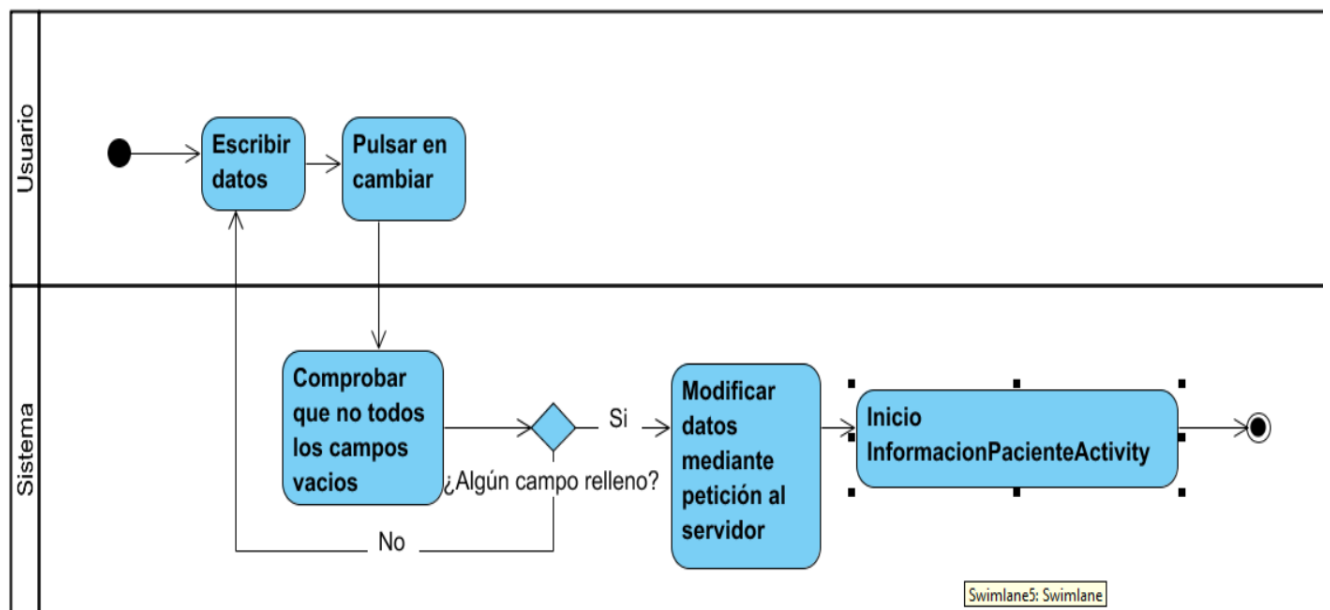 Usuario
Escribir
datos
Pulsar en
cambiar
Sistema
Comprobar
que no todos
los campos
vacios
Si
¿Algún campo relleno?
No
Modificar
datos
mediante
petición al
servidor
Inicio
InformacionPacienteActivity
Swimlane5: Swimlane